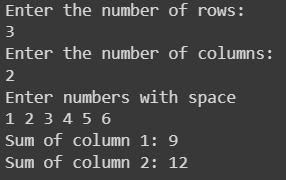 Enter the number of rows:
3
Enter the number of columns:
2
Enter numbers with space
1 2 3 4 5 6
Sum of column 1: 9
Sum of column 2: 12